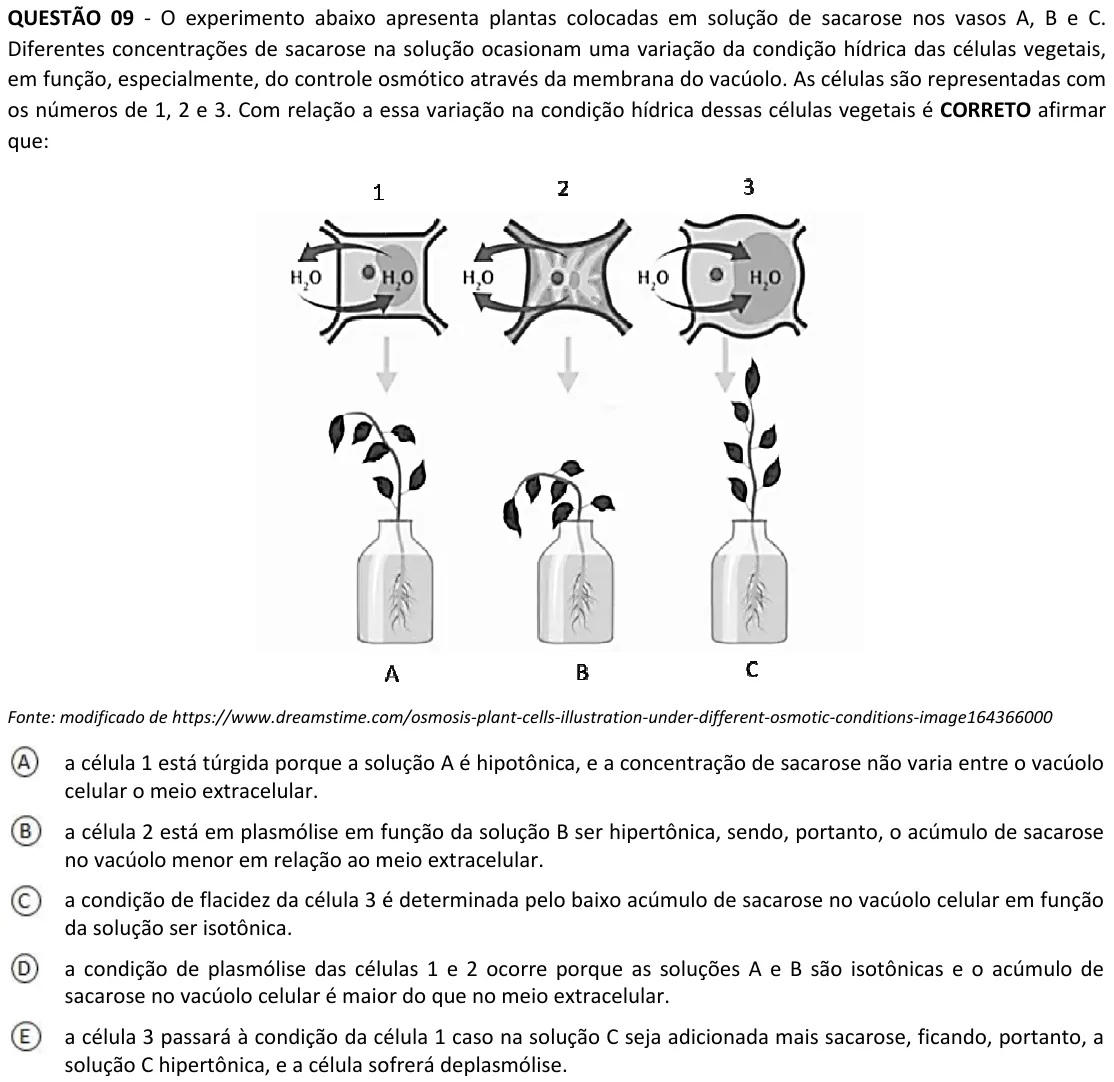 QUESTÃO 09 - O experimento abaixo apresenta plantas colocadas em solução de sacarose nos vasos A, B e C.
Diferentes concentrações de sacarose na solução ocasionam uma variação da condição hídrica das células vegetais,
em função, especialmente, do controle osmótico através da membrana do vacúolo. As células são representadas com
os números de 1, 2 e 3. Com relação a essa variação na condição hídrica dessas células vegetais é CORRETO afirmar
que:
1 2 3
H₂O H₂O H₂O H₂O H₂O
A B C
Fonte: modificado de https://www.dreamstime.com/osmosis-plant-cells-illustration-under-different-osmotic-conditions-image164366000
A a célula 1 está túrgida porque a solução A é hipotônica, e a concentração de sacarose não varia entre o vacúolo
celular o meio extracelular.
B a célula 2 está em plasmólise em função da solução B ser hipertônica, sendo, portanto, o acúmulo de sacarose
no vacúolo menor em relação ao meio extracelular.
C a condição de flacidez da célula 3 é determinada pelo baixo acúmulo de sacarose no vacúolo celular em função
da solução ser isotônica.
D a condição de plasmólise das células 1 e 2 ocorre porque as soluções A e B são isotônicas e o acúmulo de
sacarose no vacúolo celular é maior do que no meio extracelular.
E a célula 3 passará à condição da célula 1 caso na solução C seja adicionada mais sacarose, ficando, portanto, a
solução C hipertônica, e a célula sofrerá deplasmólise.